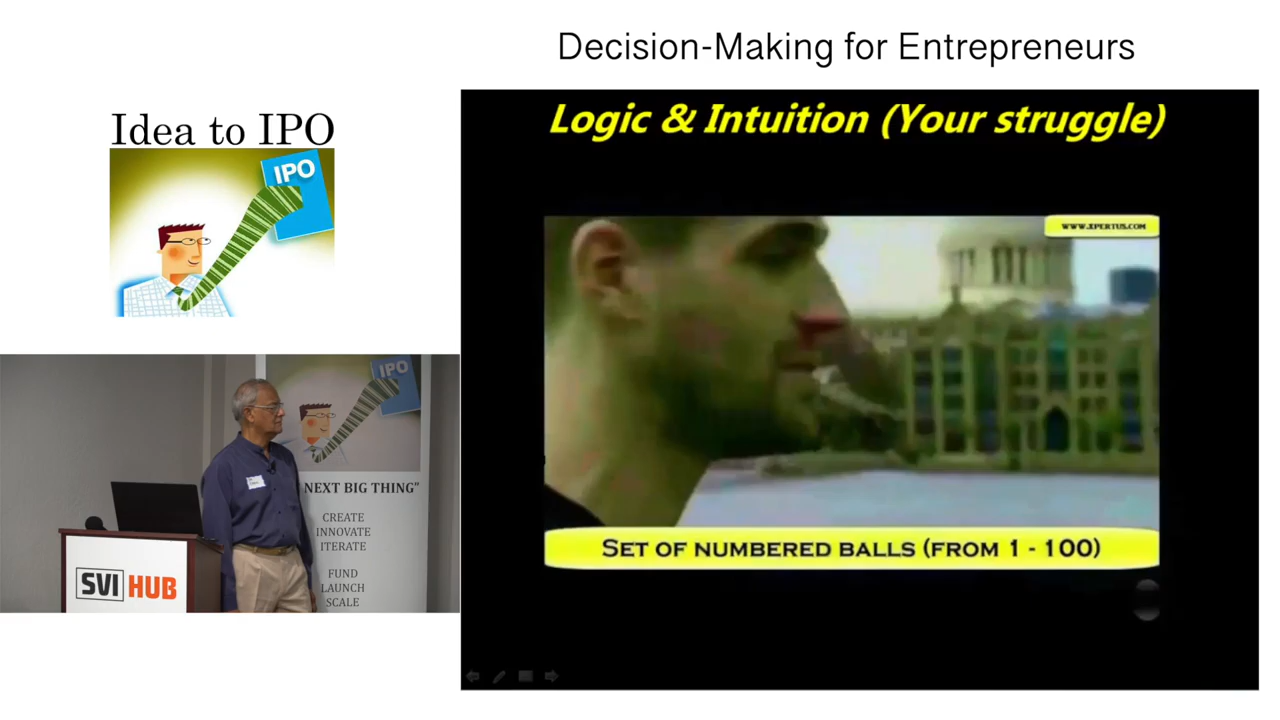 Decision-Making for Entrepreneurs
Idea to IPO
IPO
Logic & Intuition (Your struggle)
WWW.XPERTUS.COM
SET OF NUMBERED BALLS (FROM 1 - 100)
IPO
NEXT BIG THING"
CREATE
INNOVATE
ITERATE
FUND
LAUNCH
SCALE
SVI HUB